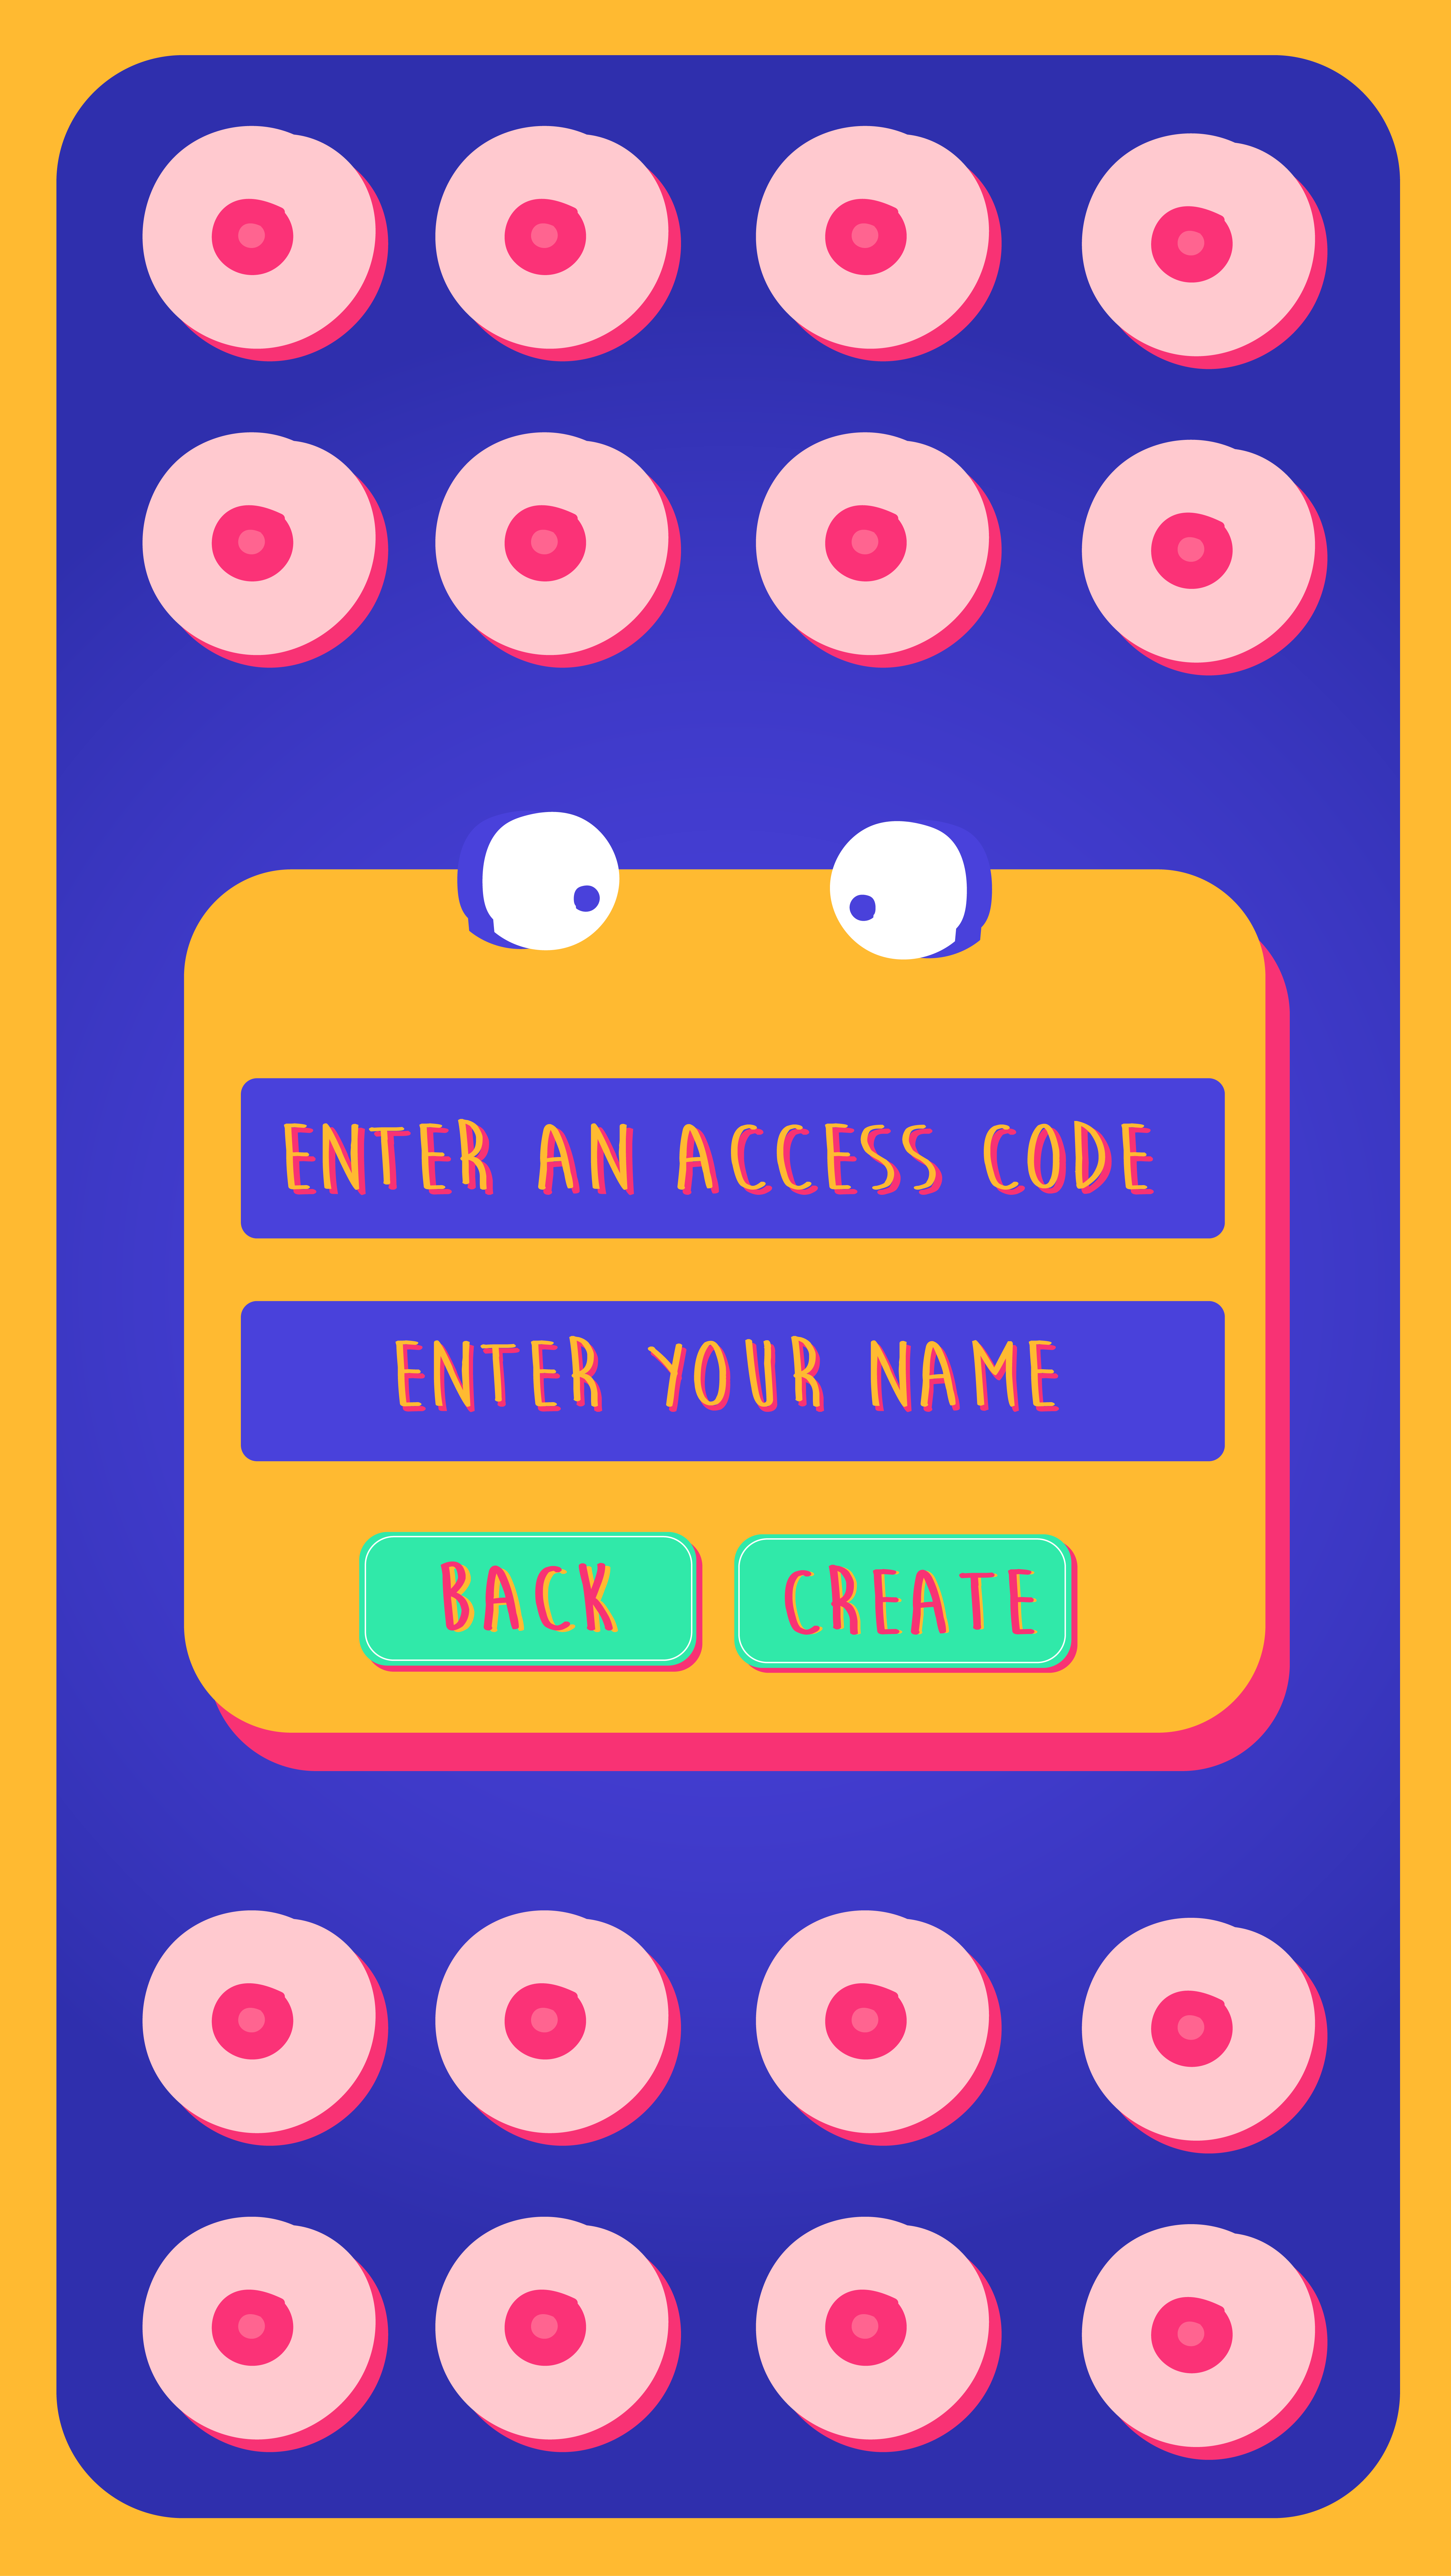 ENTER AN ACCESS CODE
ENTER YOUR NAME
BACK
CREATE